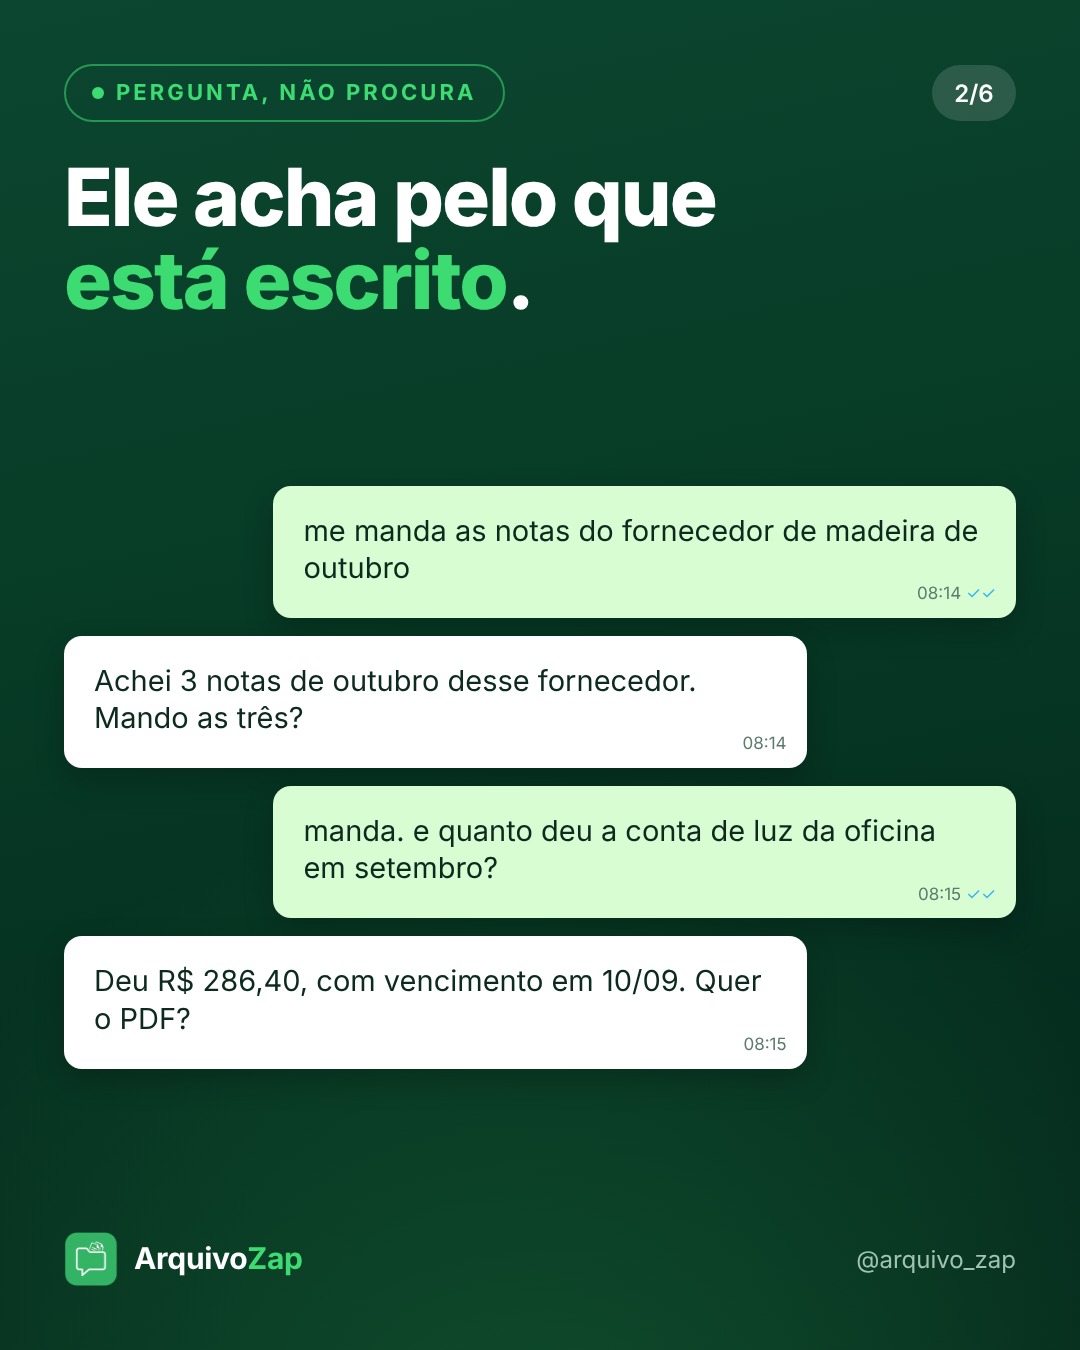 PERGUNTA, NÃO PROCURA
2/6
Ele acha pelo que
está escrito.
me manda as notas do fornecedor de madeira de
outubro
08:14
Achei 3 notas de outubro desse fornecedor.
Mando as três?
08:14
manda. e quanto deu a conta de luz da oficina
em setembro?
08:15
Deu R$ 286,40, com vencimento em 10/09. Quer
o PDF?
08:15
ArquivoZap
@arquivo_zap